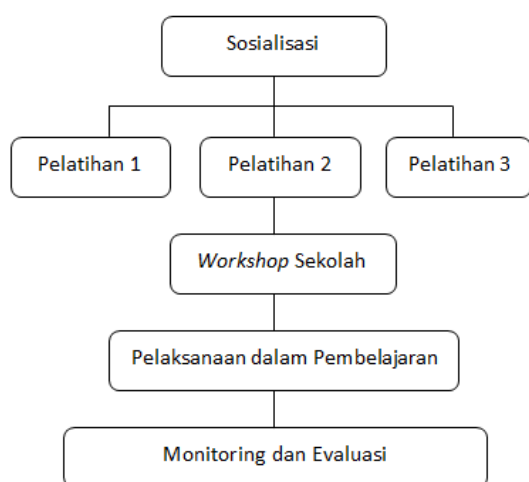 Sosialisasi
Pelatihan 1
Pelatihan 2
Pelatihan 3
Workshop Sekolah
Pelaksanaan dalam Pembelajaran
Monitoring dan Evaluasi